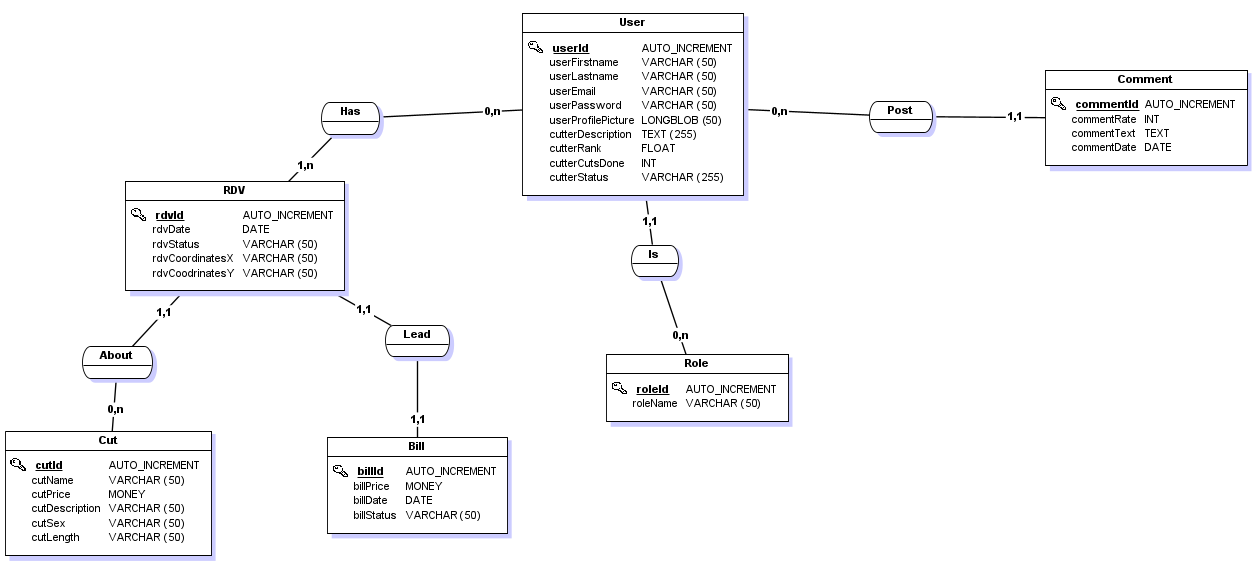 User
userId AUTO_INCREMENT
userFirstname VARCHAR (50)
userLastname VARCHAR (50)
userEmail VARCHAR (50)
userPassword VARCHAR (50)
userProfilePicture LONGBLOB (50)
cutterDescription TEXT (255)
cutterRank FLOAT
cutterCutsDone INT
cutterStatus VARCHAR (255)
Has
0,n
1,n
0,n
Post
1,1
Comment
commentId AUTO_INCREMENT
commentRate INT
commentText TEXT
commentDate DATE
RDV
rdvId AUTO_INCREMENT
rdvDate DATE
rdvStatus VARCHAR (50)
rdvCoordinatesX VARCHAR (50)
rdvCoodrinatesY VARCHAR (50)
1,1
Is
0,n
Role
roleId AUTO_INCREMENT
roleName VARCHAR (50)
1,1
About
0,n
1,1
Lead
1,1
Cut
cutId AUTO_INCREMENT
cutName VARCHAR (50)
cutPrice MONEY
cutDescription VARCHAR (50)
cutSex VARCHAR (50)
cutLength VARCHAR (50)
Bill
billId AUTO_INCREMENT
billPrice MONEY
billDate DATE
billStatus VARCHAR (50)